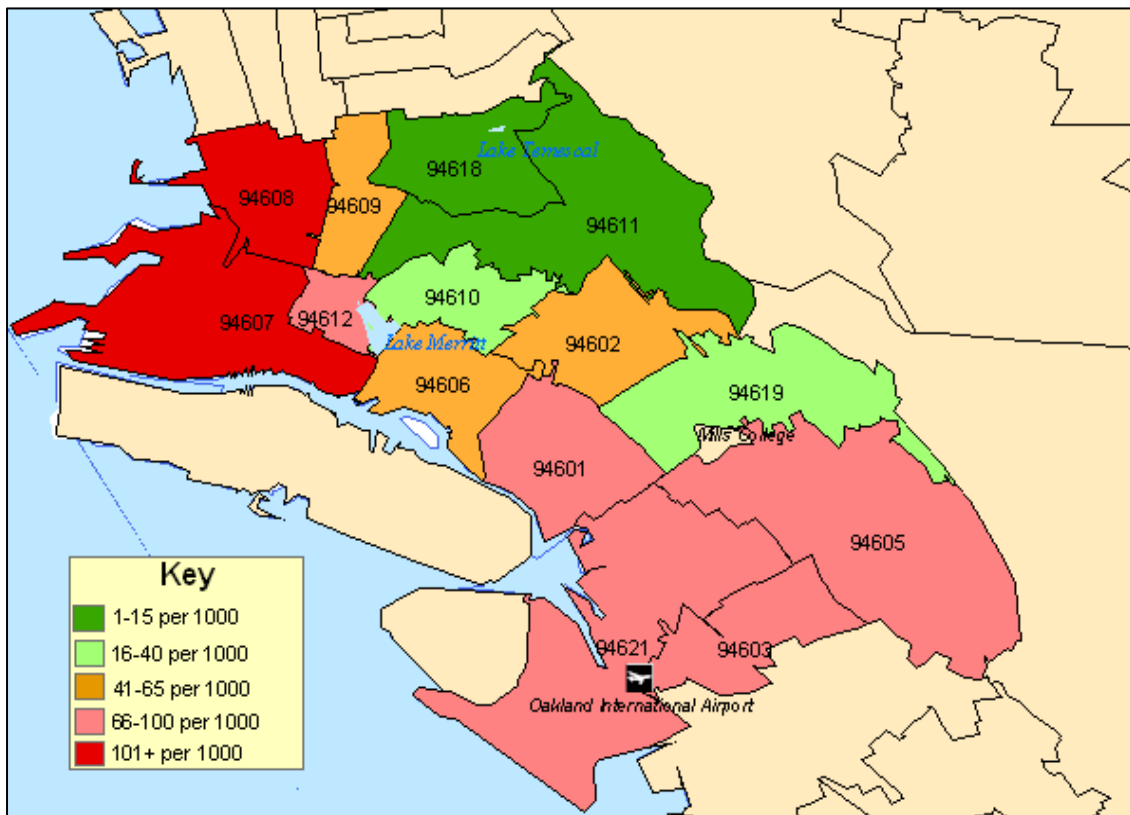 Lake Temescal
94618
94608
94609
94611
94610
94607
94612
Lake Merritt
94602
94606
94619
Mills College
94601
94605
Key
1-15 per 1000
16-40 per 1000
41-65 per 1000
66-100 per 1000
101+ per 1000
94621
94603
Oakland International Airport